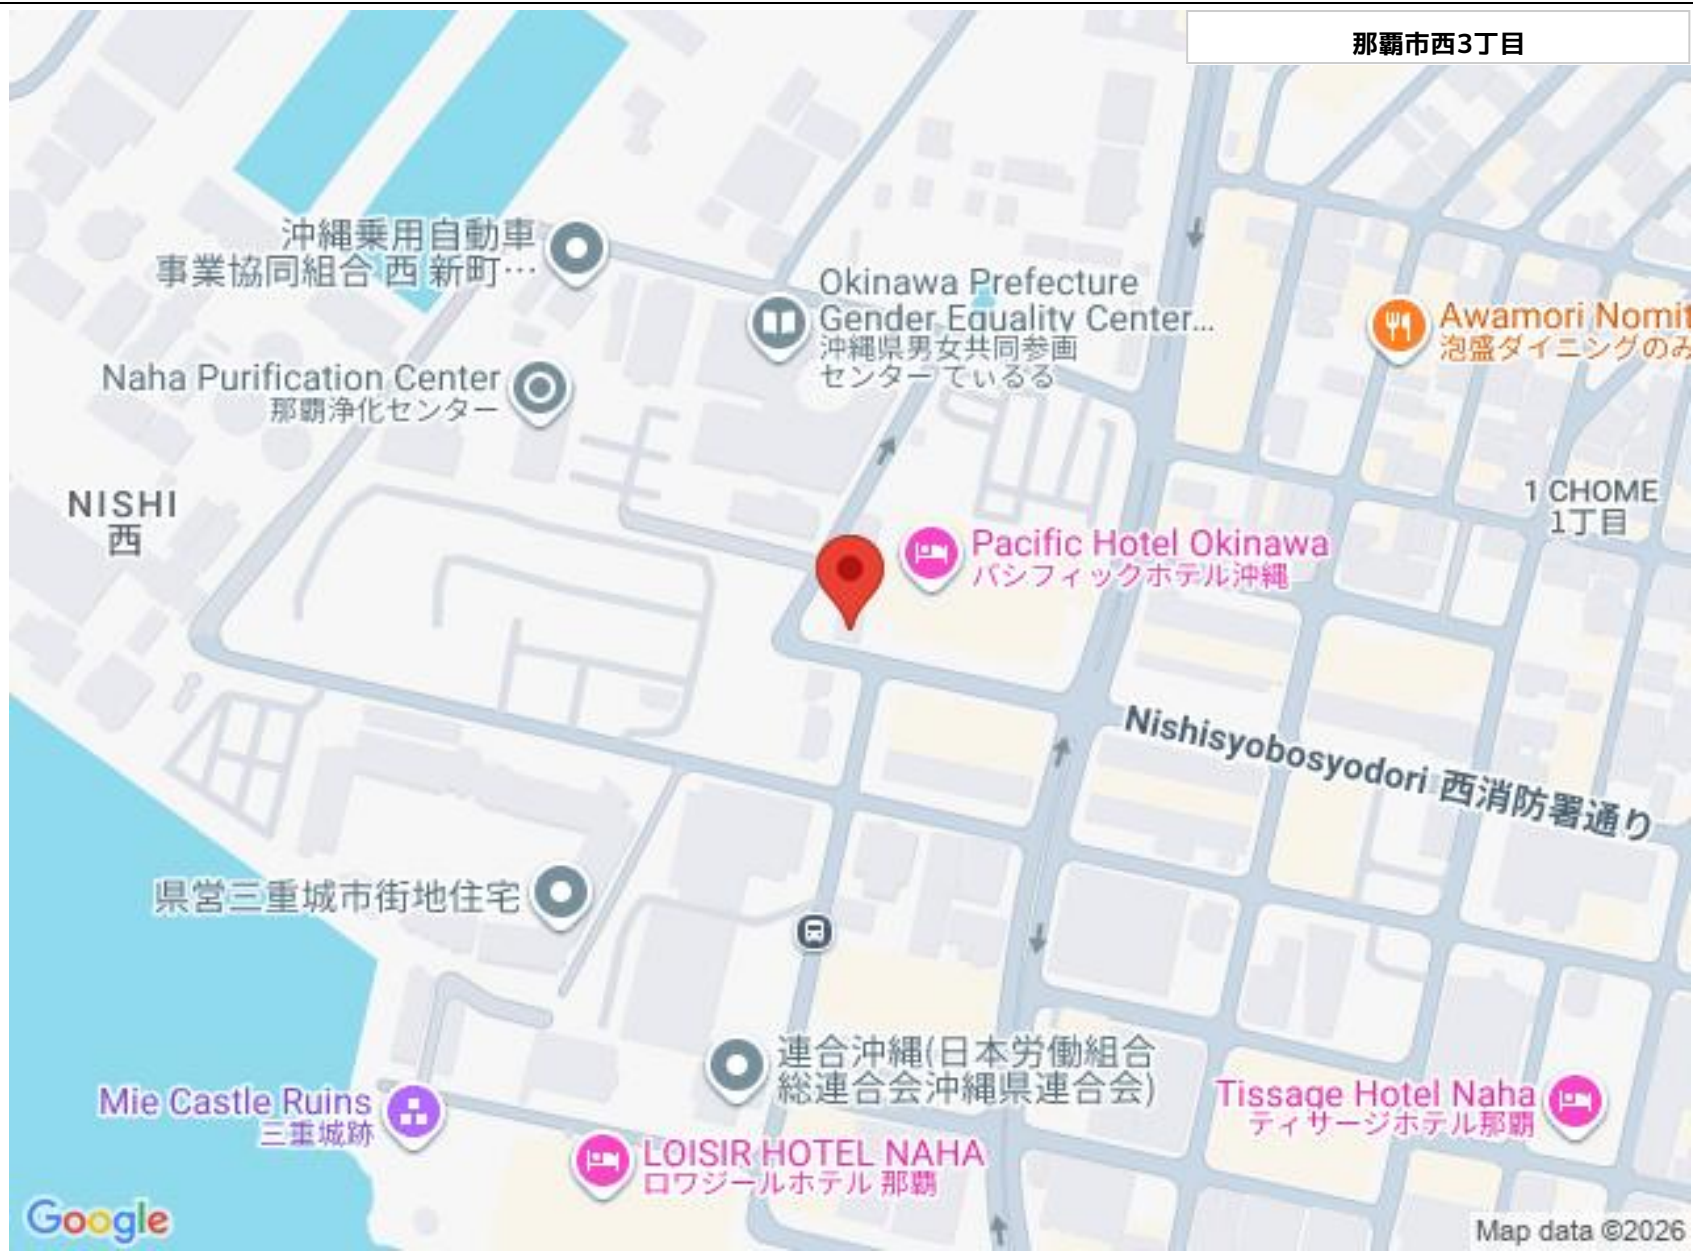 那覇市西3丁目
沖縄乗用自動車
事業協同組合 西 新町…
Okinawa Prefecture
Gender Equality Center...
沖縄県男女共同参画
センター てぃるる
Awamori Nomit
泡盛ダイニングのみ
Naha Purification Center
那覇浄化センター
NISHI
西
1 CHOME
1丁目
Pacific Hotel Okinawa
パシフィックホテル沖縄
Nishisyobosyodori 西消防署通り
県営三重城市街地住宅
連合沖縄(日本労働組合
総連合会沖縄県連合会)
Mie Castle Ruins
三重城跡
Tissage Hotel Naha
ティサージホテル那覇
LOISIR HOTEL NAHA
ロワジールホテル 那覇
Google
Map data ©2026